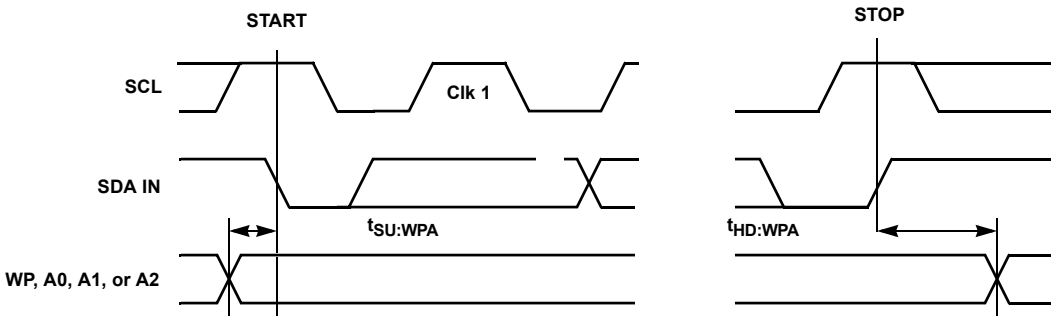 START
STOP
SCL
Clk 1
SDA IN
tSU:WPA
tHD:WPA
WP, A0, A1, or A2